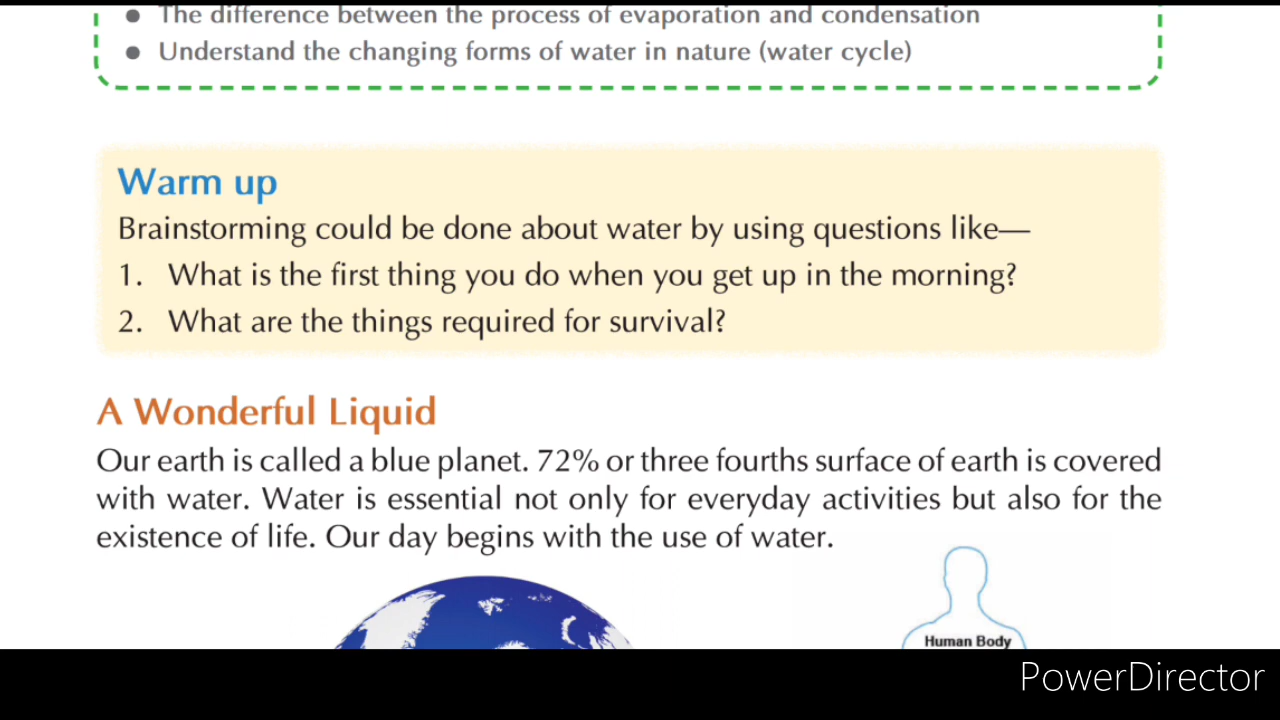 ● The difference between the process of evaporation and condensation
● Understand the changing forms of water in nature (water cycle)
Warm up
Brainstorming could be done about water by using questions like—
1. What is the first thing you do when you get up in the morning?
2. What are the things required for survival?
A Wonderful Liquid
Our earth is called a blue planet. 72% or three fourths surface of earth is covered
with water. Water is essential not only for everyday activities but also for the
existence of life. Our day begins with the use of water.
Human Body
PowerDirector